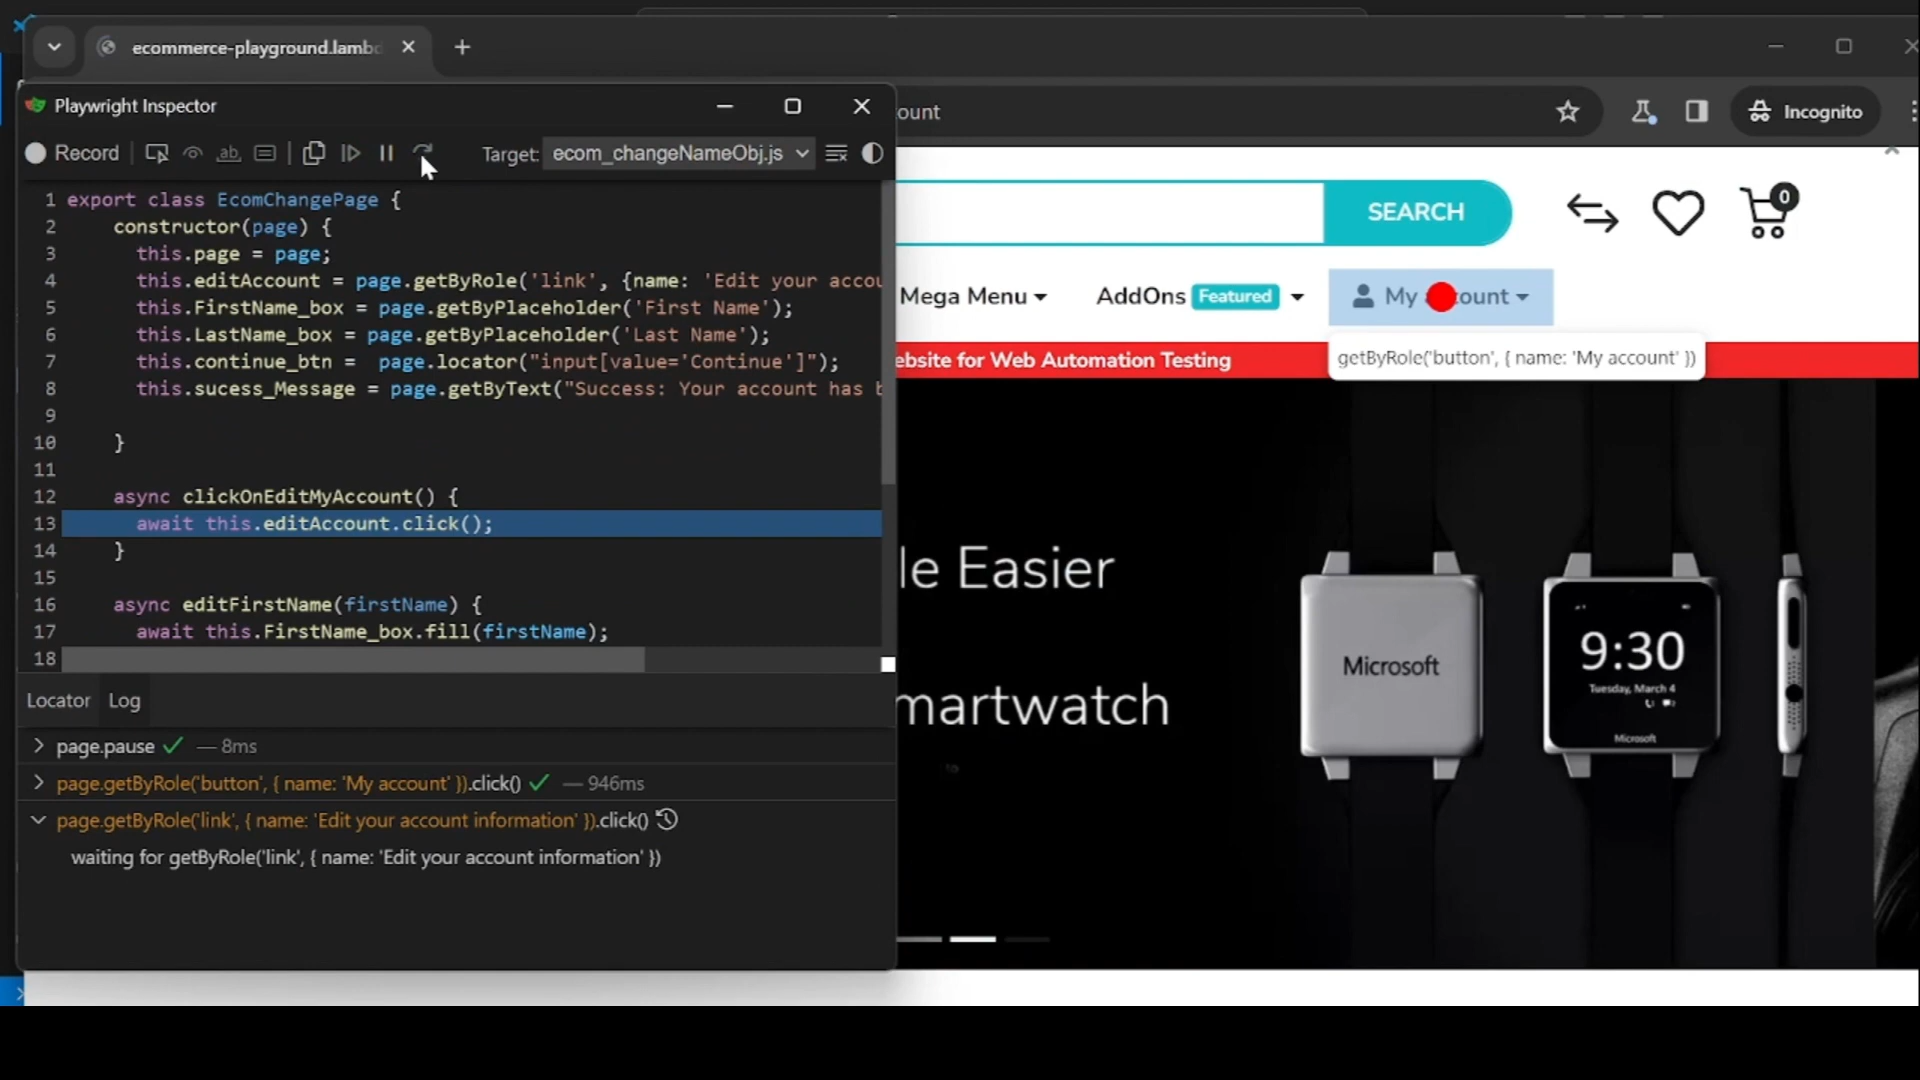 ecommerce-playground.lambd
Playwright Inspector
ount
Incognito
Record
ab
Target: ecom_changeNameObj.js
1 export class EcomChangePage {
2 constructor(page) {
3 this.page = page;
4 this.editAccount = page.getByRole('link', {name: 'Edit your accou
5 this.FirstName_box = page.getByPlaceholder('First Name');
6 this.LastName_box = page.getByPlaceholder('Last Name');
7 this.continue_btn =  page.locator("input[value='Continue']");
8 this.sucess_Message = page.getByText("Success: Your account has b
9
10 }
11
12 async clickOnEditMyAccount() {
13 await this.editAccount.click();
14 }
15
16 async editFirstName(firstName) {
17 await this.FirstName_box.fill(firstName);
18
Locator Log
page.pause — 8ms
page.getByRole('button', { name: 'My account' }).click() — 946ms
page.getByRole('link', { name: 'Edit your account information' }).click()
waiting for getByRole('link', { name: 'Edit your account information' })
SEARCH
0
Mega Menu AddOns Featured My ount
ebsite for Web Automation Testing
getByRole('button', { name: 'My account' })
le Easier
martwatch
Microsoft
9:30
Tuesday, March 4
Microsoft